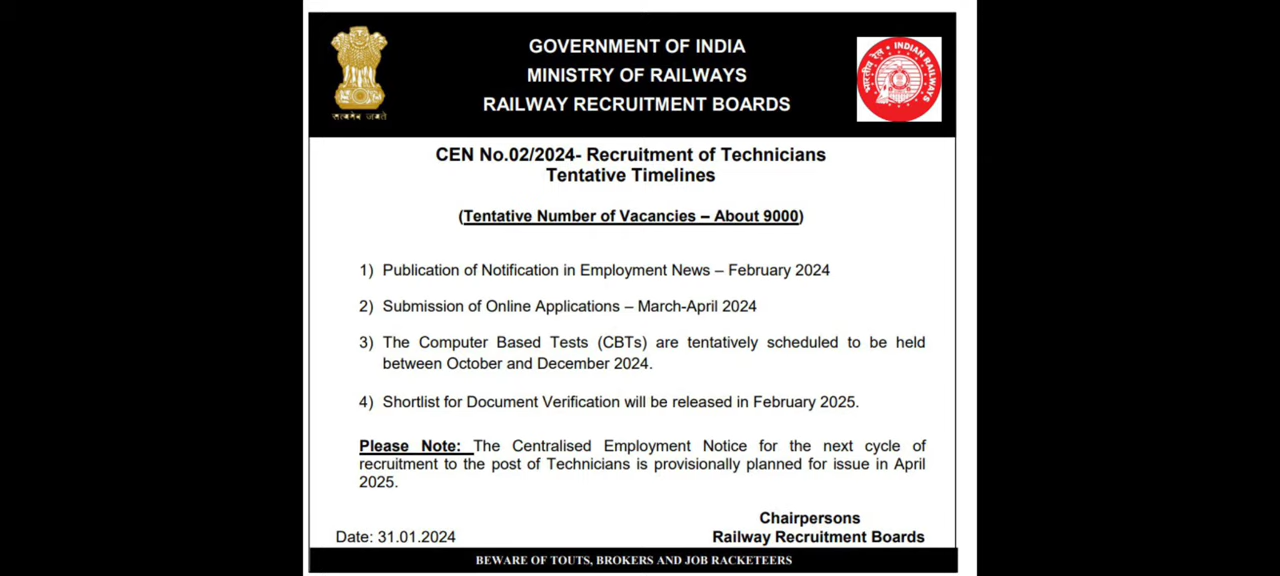 GOVERNMENT OF INDIA
MINISTRY OF RAILWAYS
RAILWAY RECRUITMENT BOARDS
सत्यमेव जयते
भारतीय रेल • INDIAN RAILWAYS
CEN No.02/2024- Recruitment of Technicians
Tentative Timelines
(Tentative Number of Vacancies – About 9000)
1) Publication of Notification in Employment News – February 2024
2) Submission of Online Applications – March-April 2024
3) The Computer Based Tests (CBTs) are tentatively scheduled to be held
between October and December 2024.
4) Shortlist for Document Verification will be released in February 2025.
Please Note: The Centralised Employment Notice for the next cycle of
recruitment to the post of Technicians is provisionally planned for issue in April
2025.
Chairpersons
Date: 31.01.2024 Railway Recruitment Boards
BEWARE OF TOUTS, BROKERS AND JOB RACKETEERS